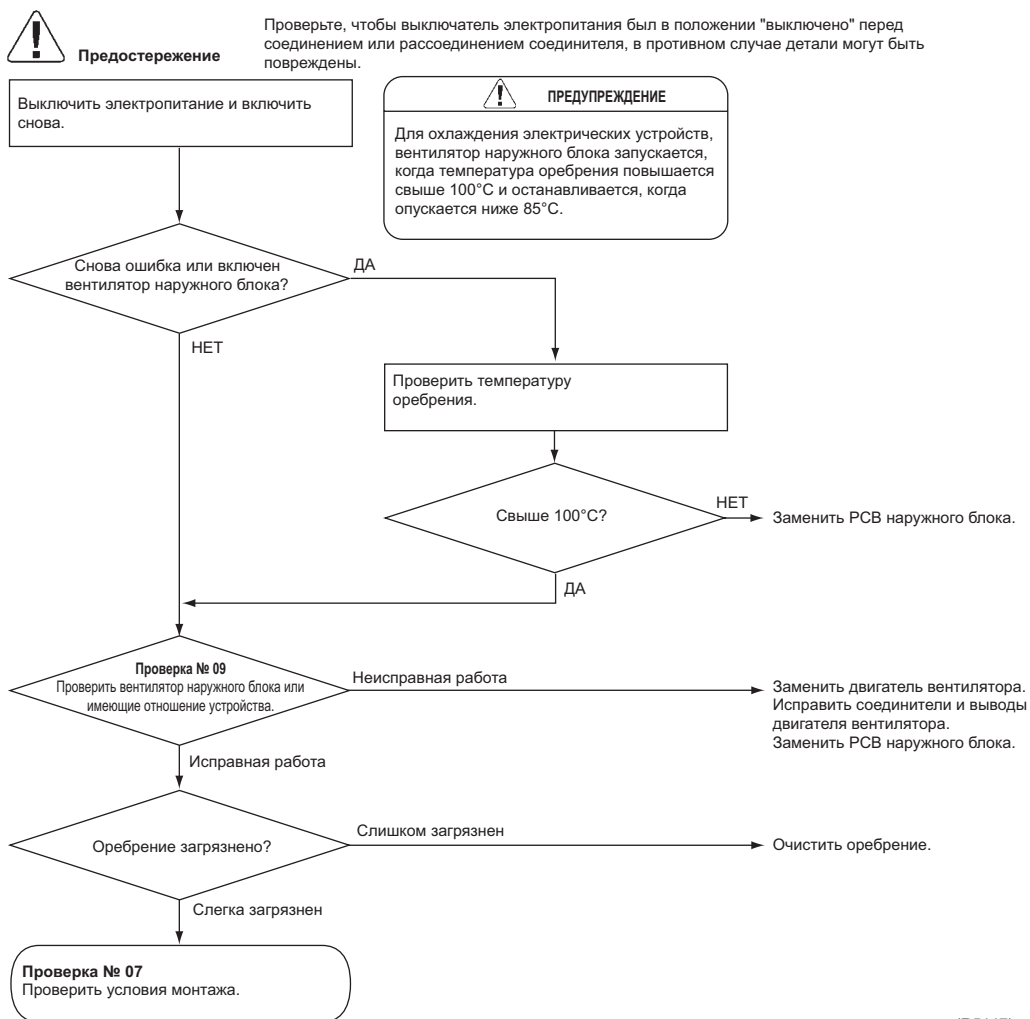 Предостережение
Проверьте, чтобы выключатель электропитания был в положении "выключено" перед
соединением или рассоединением соединителя, в противном случае детали могут быть
повреждены.
Выключить электропитание и включить
снова.
ПРЕДУПРЕЖДЕНИЕ
Для охлаждения электрических устройств,
вентилятор наружного блока запускается,
когда температура оребрения повышается
свыше 100°C и останавливается, когда
опускается ниже 85°C.
Снова ошибка или включен
вентилятор наружного блока?
ДА
НЕТ
Проверить температуру
оребрения.
Свыше 100°C?
НЕТ
Заменить PCB наружного блока.
ДА
Проверка № 09
Проверить вентилятор наружного блока или
имеющие отношение устройства.
Неисправная работа
Заменить двигатель вентилятора.
Исправить соединители и выводы
двигателя вентилятора.
Заменить PCB наружного блока.
Исправная работа
Оребрение загрязнено?
Слишком загрязнен
Очистить оребрение.
Слегка загрязнен
Проверка № 07
Проверить условия монтажа.